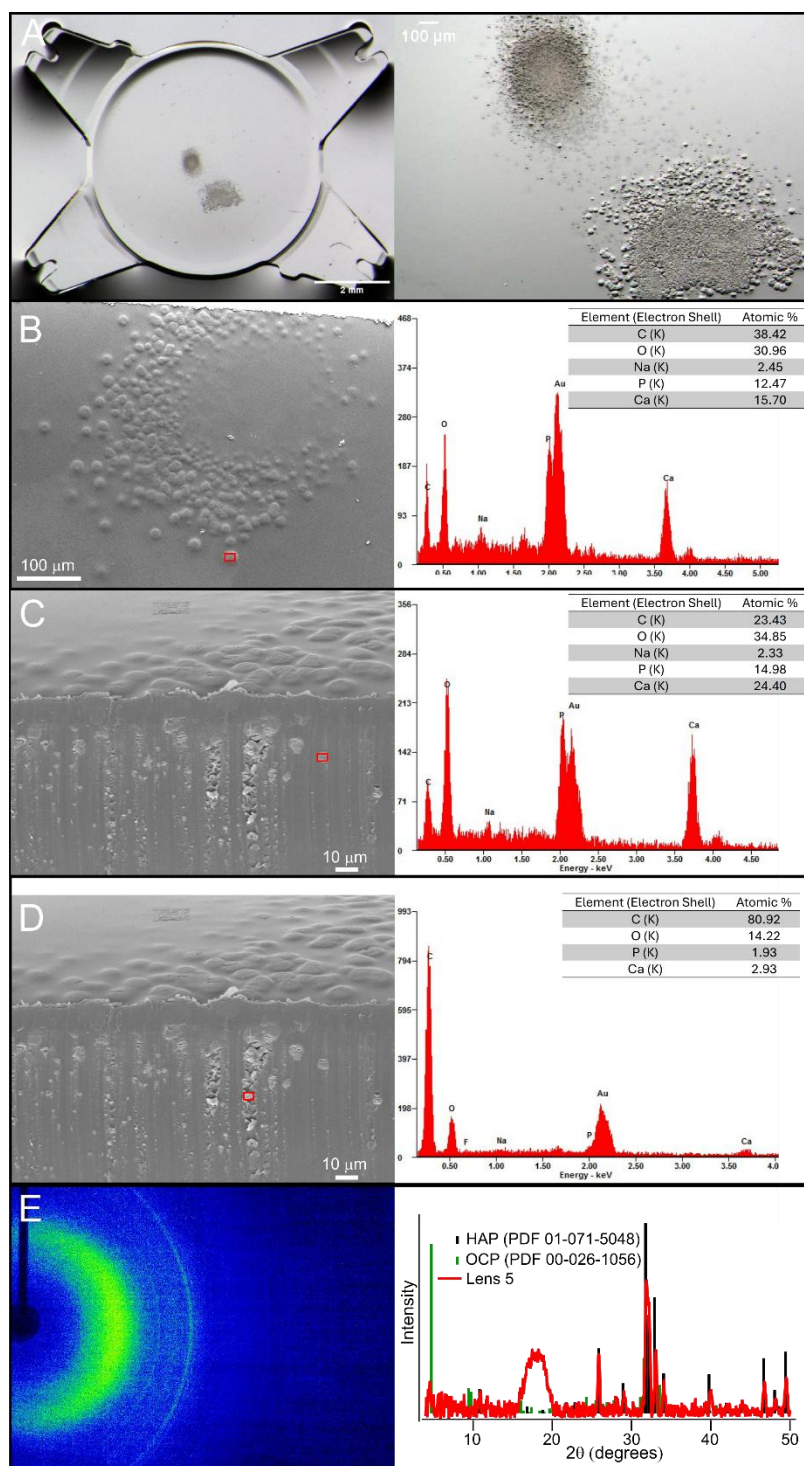 A
2 mm
100 µm
B
100 µm
468
374
280
187
93
0
C
O
Na
P
Au
Ca
0.50 1.00 1.50 2.00 2.50 3.00 3.50 4.00 4.50 5.00
Element (Electron Shell) Atomic %
C (K) 38.42
O (K) 30.96
Na (K) 2.45
P (K) 12.47
Ca (K) 15.70
C
10 µm
356
284
213
142
71
0
C
O
Na
P
Au
Ca
0.50 1.00 1.50 2.00 2.50 3.00 3.50 4.00 4.50
Energy - keV
Element (Electron Shell) Atomic %
C (K) 23.43
O (K) 34.85
Na (K) 2.33
P (K) 14.98
Ca (K) 24.40
D
10 µm
993
794
595
397
198
0
C
O
F
Na
P
Au
Ca
0.50 1.00 1.50 2.00 2.50 3.00 3.50 4.0
Energy - keV
Element (Electron Shell) Atomic %
C (K) 80.92
O (K) 14.22
P (K) 1.93
Ca (K) 2.93
E
Intensity
HAP (PDF 01-071-5048)
OCP (PDF 00-026-1056)
Lens 5
10 20 30 40 50
2θ (degrees)